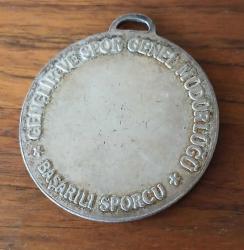 GENÇLİK VE SPOR GENEL MÜDÜRLÜĞÜ
* BAŞARILI SPORCU *